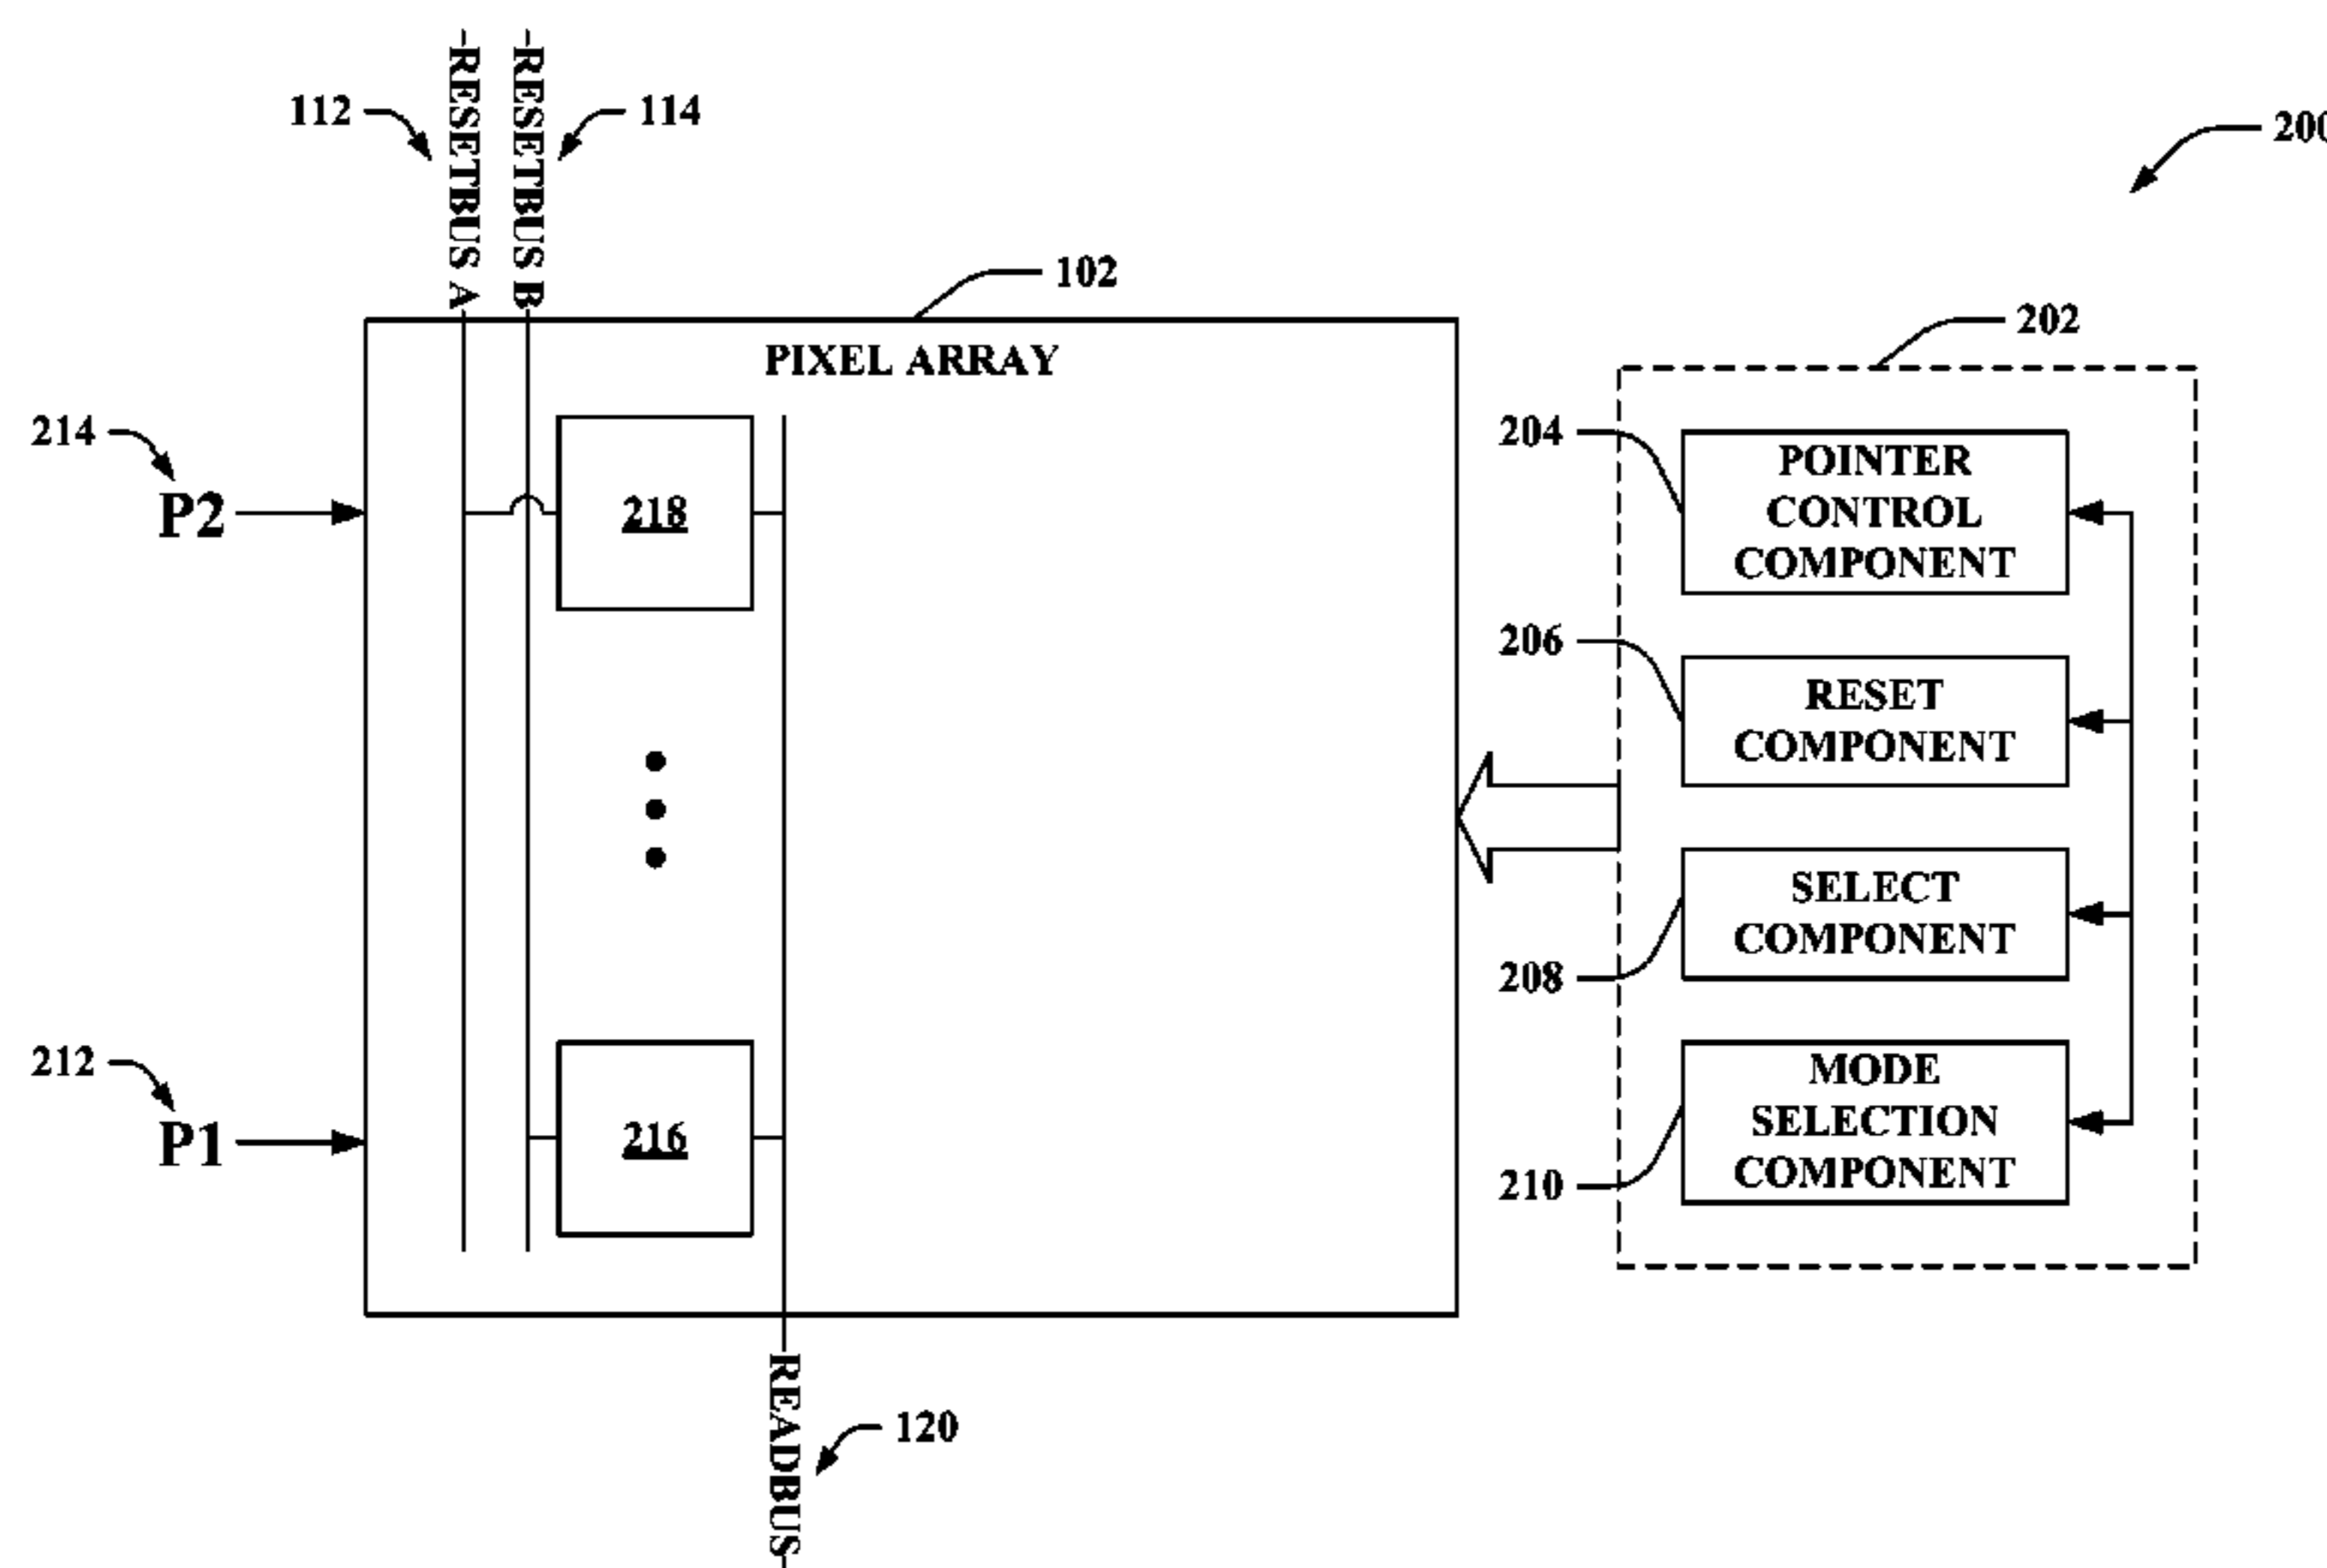 RESETBUS A
RESETBUS B
112
114
200
102
202
PIXEL ARRAY
214
P2
218
204
POINTER
CONTROL
COMPONENT
206
RESET
COMPONENT
208
SELECT
COMPONENT
212
P1
216
210
MODE
SELECTION
COMPONENT
READBUS
120